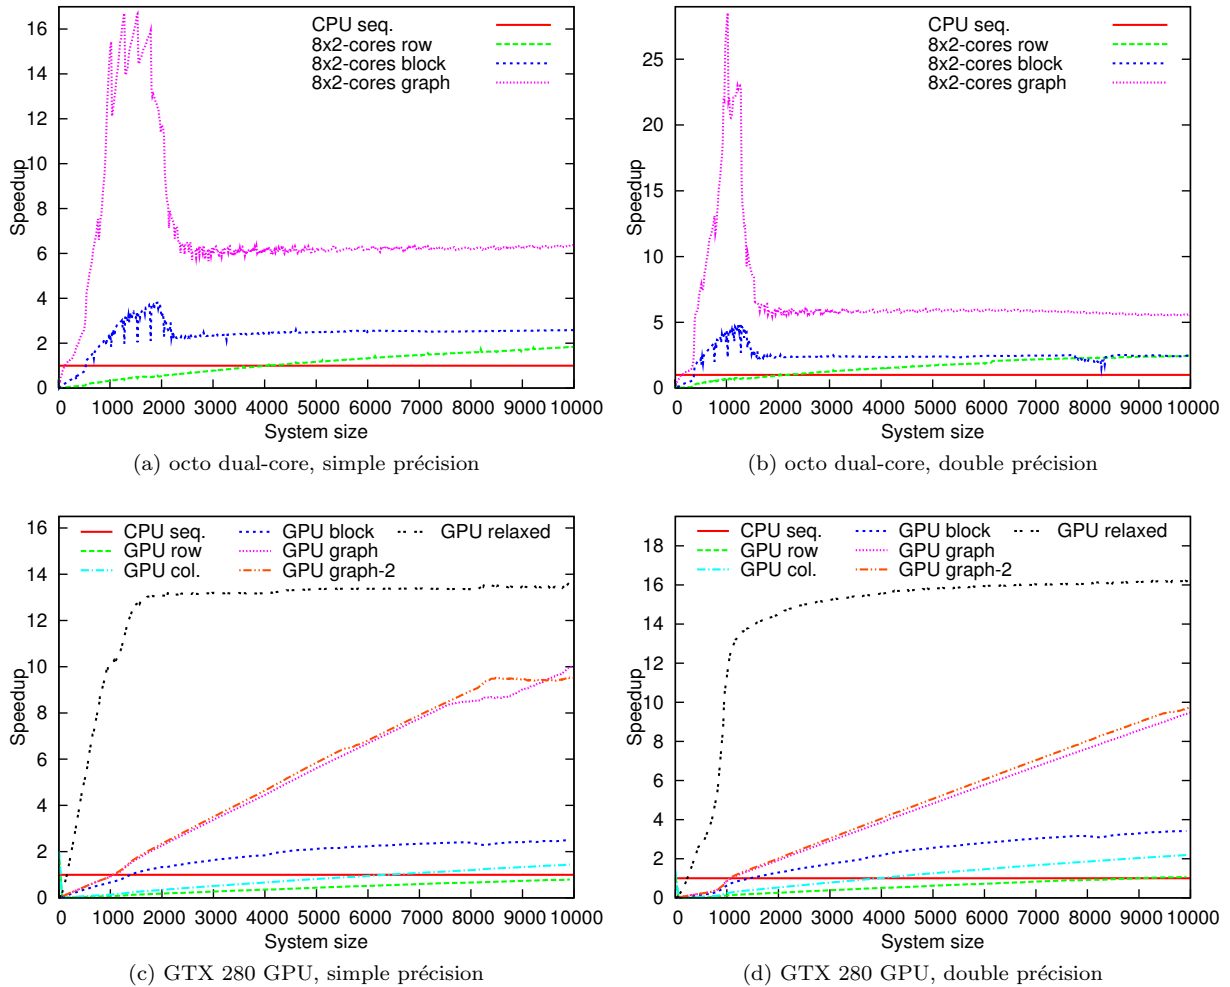 CPU seq.
8x2-cores row
8x2-cores block
8x2-cores graph
Speedup
16
14
12
10
8
6
4
2
0
0 1000 2000 3000 4000 5000 6000 7000 8000 9000 10000
System size
(a) octo dual-core, simple précision
CPU seq.
8x2-cores row
8x2-cores block
8x2-cores graph
Speedup
25
20
15
10
5
0
0 1000 2000 3000 4000 5000 6000 7000 8000 9000 10000
System size
(b) octo dual-core, double précision
CPU seq. GPU block GPU relaxed
GPU row GPU graph
GPU col. GPU graph-2
Speedup
16
14
12
10
8
6
4
2
0
0 1000 2000 3000 4000 5000 6000 7000 8000 9000 10000
System size
(c) GTX 280 GPU, simple précision
CPU seq. GPU block GPU relaxed
GPU row GPU graph
GPU col. GPU graph-2
Speedup
18
16
14
12
10
8
6
4
2
0
0 1000 2000 3000 4000 5000 6000 7000 8000 9000 10000
System size
(d) GTX 280 GPU, double précision